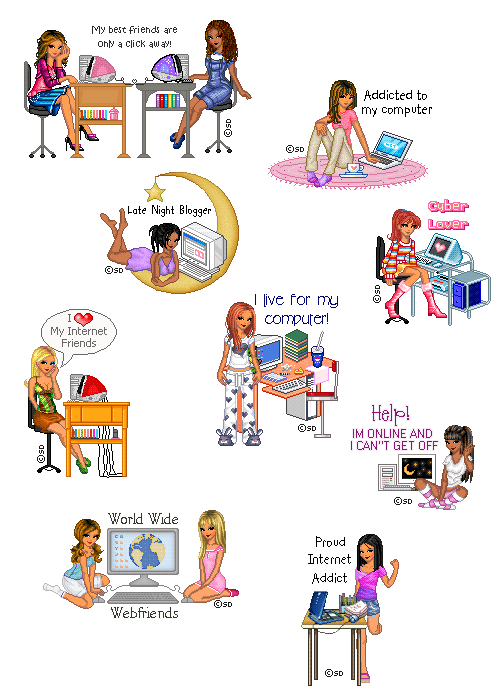 My best friends are
only a click away!
©SD
Addicted to
my computer
©SD
Late Night Blogger
©SD
Cyber
Lover
©SD
I live for my
computer!
©SD
I ❤
My Internet
Friends
©SD
Help!
IM ONLINE AND
I CAN"T GET OFF
©SD
World Wide
Webfriends
©SD
Proud
Internet
Addict
©SD